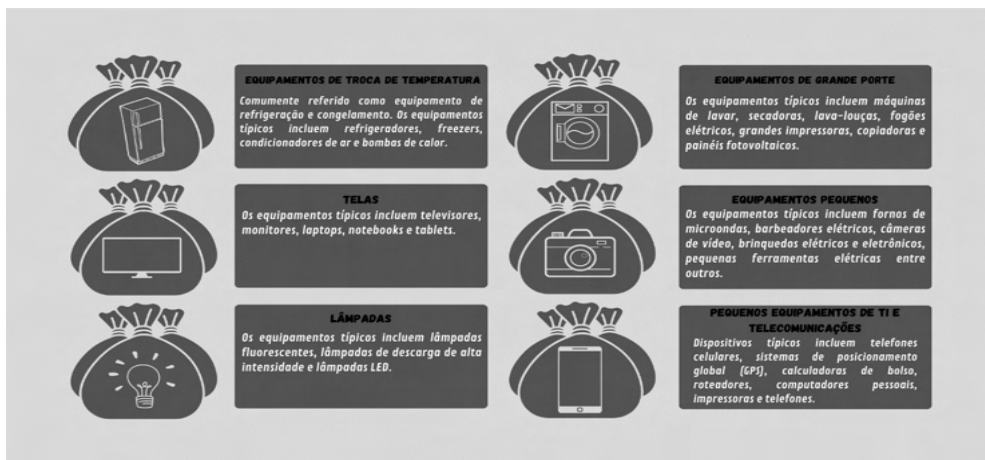 EQUIPAMENTOS DE TROCA DE TEMPERATURA
Comumente referido como equipamento de
refrigeração e congelamento. Os equipamentos
típicos incluem refrigeradores, freezers,
condicionadores de ar e bombas de calor.
EQUIPAMENTOS DE GRANDE PORTE
Os equipamentos típicos incluem máquinas
de lavar, secadoras, lava-louças, fogões
elétricos, grandes impressoras, copiadoras e
painéis fotovoltaicos.
TELAS
Os equipamentos típicos incluem televisores,
monitores, laptops, notebooks e tablets.
EQUIPAMENTOS PEQUENOS
Os equipamentos típicos incluem fornos de
microondas, barbeadores elétricos, câmeras
de vídeo, brinquedos elétricos e eletrônicos,
pequenas ferramentas elétricas entre
outros.
LÂMPADAS
Os equipamentos típicos incluem lâmpadas
fluorescentes, lâmpadas de descarga de alta
intensidade e lâmpadas LED.
PEQUENOS EQUIPAMENTOS DE TI E
TELECOMUNICAÇÕES
Dispositivos típicos incluem telefones
celulares, sistemas de posicionamento
global (GPS), calculadoras de bolso,
roteadores, computadores pessoais,
impressoras e telefones.